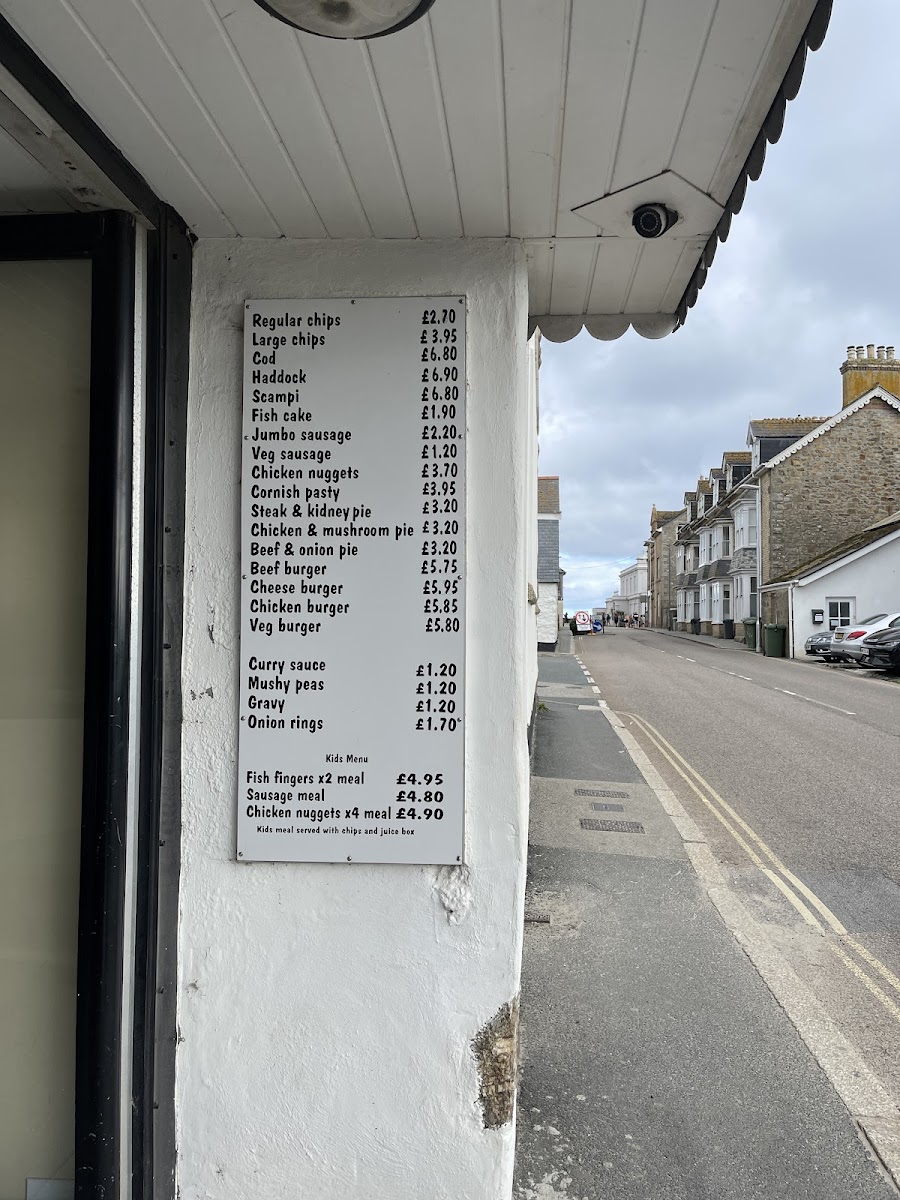 Regular chips £2.70
Large chips £3.95
Cod £6.80
Haddock £6.90
Scampi £6.80
Fish cake £1.90
Jumbo sausage £2.20
Veg sausage £1.20
Chicken nuggets £3.70
Cornish pasty £3.95
Steak & kidney pie £3.20
Chicken & mushroom pie £3.20
Beef & onion pie £3.20
Beef burger £5.75
Cheese burger £5.95
Chicken burger £5.85
Veg burger £5.80
Curry sauce £1.20
Mushy peas £1.20
Gravy £1.20
Onion rings £1.70
Kids Menu
Fish fingers x2 meal £4.95
Sausage meal £4.80
Chicken nuggets x4 meal £4.90
Kids meal served with chips and juice box